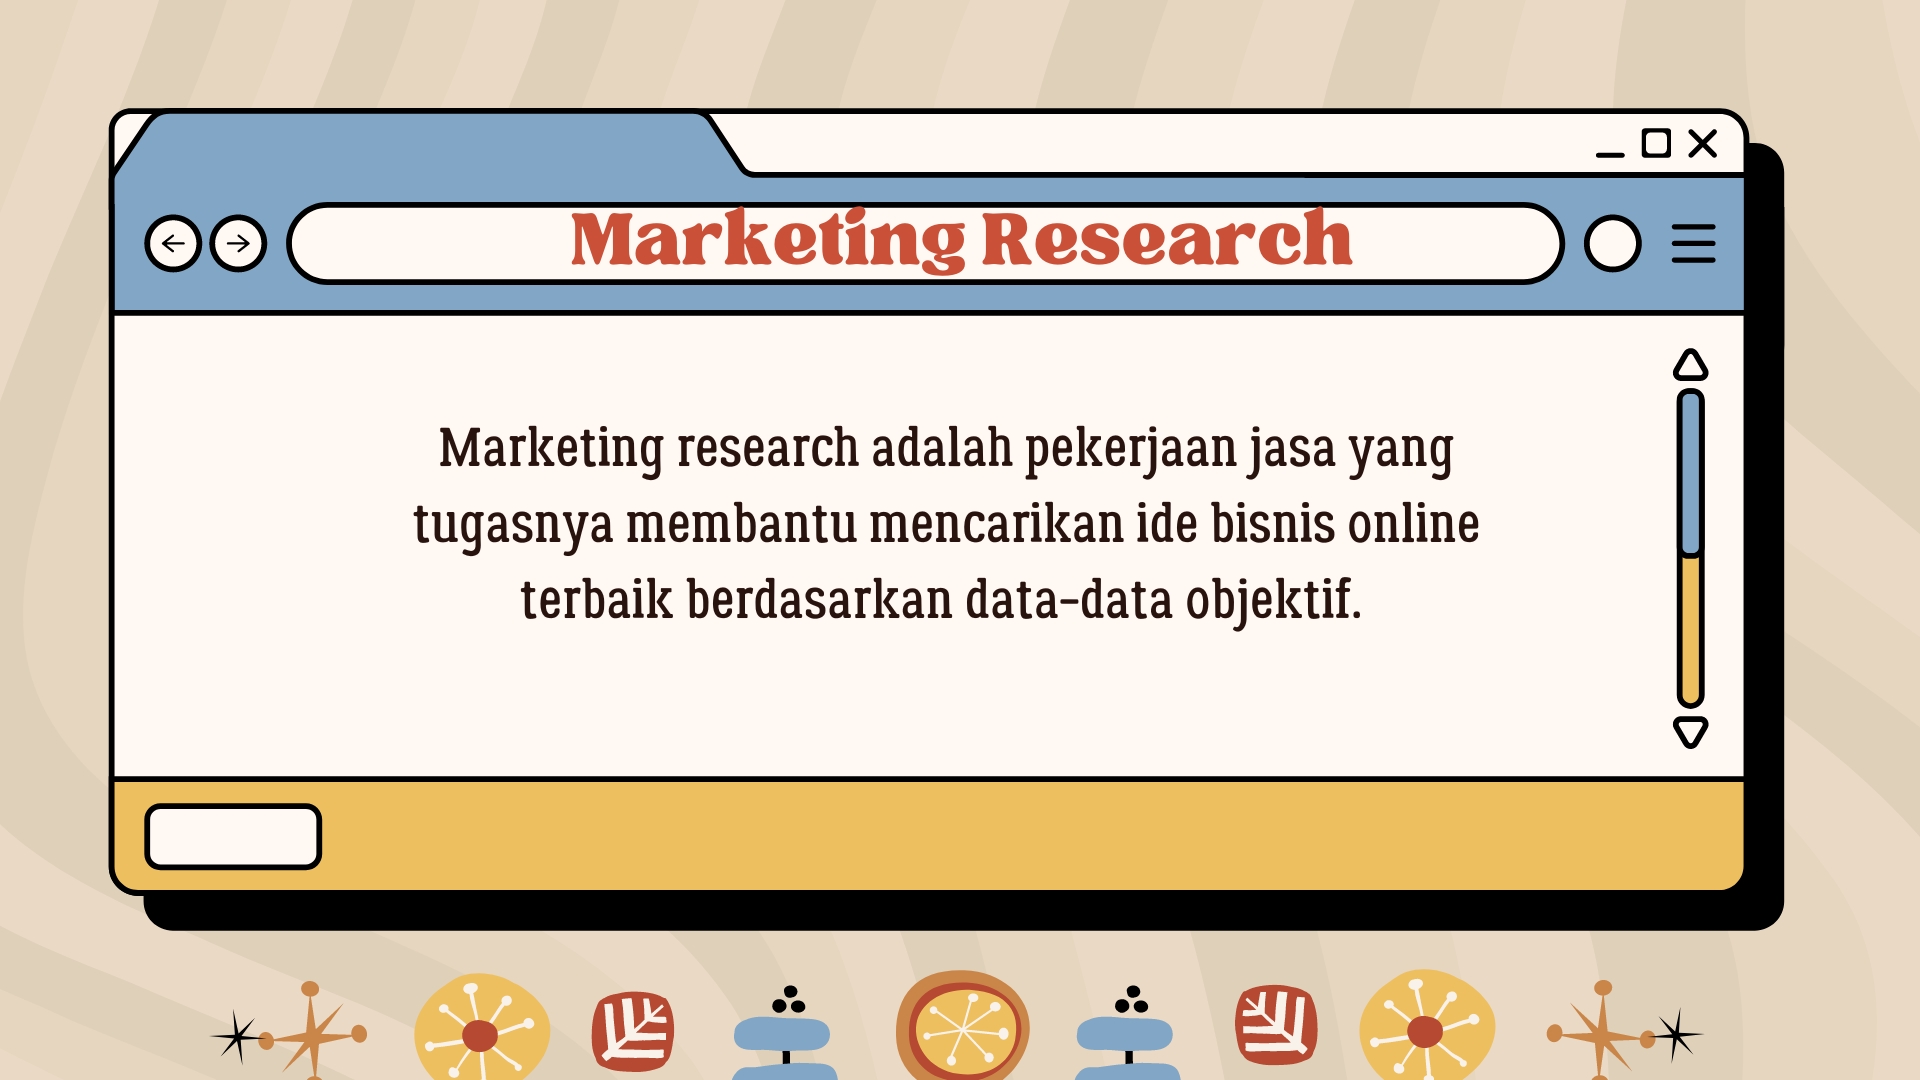 Marketing Research
Marketing research adalah pekerjaan jasa yang
tugasnya membantu mencarikan ide bisnis online
terbaik berdasarkan data-data objektif.